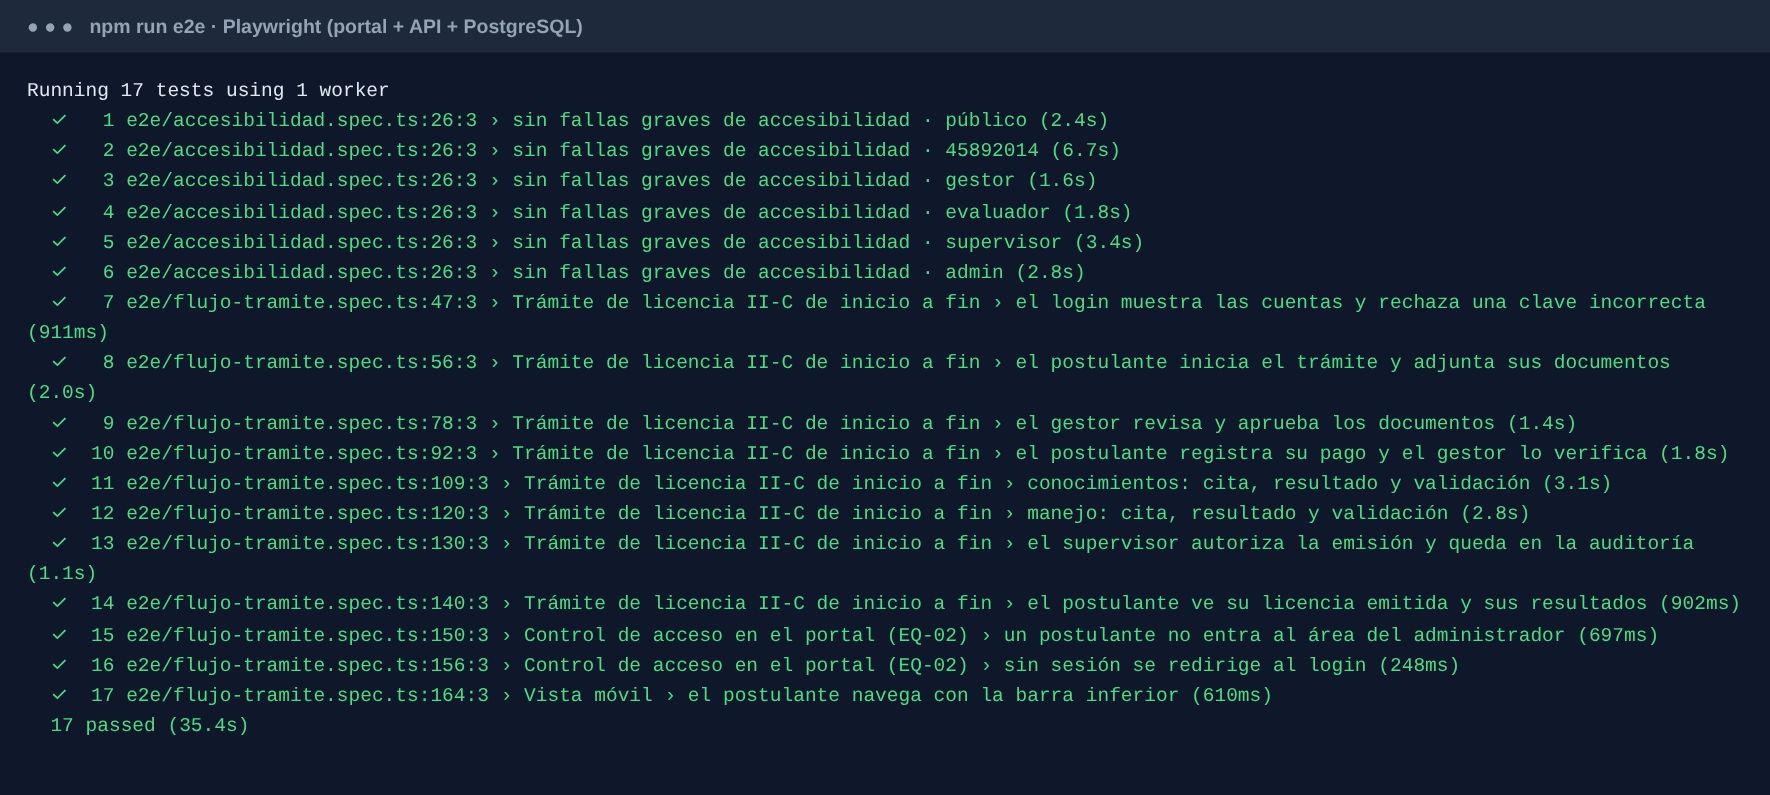 ● ● ● npm run e2e · Playwright (portal + API + PostgreSQL)
Running 17 tests using 1 worker
✓ 1 e2e/accesibilidad.spec.ts:26:3 › sin fallas graves de accesibilidad · público (2.4s)
✓ 2 e2e/accesibilidad.spec.ts:26:3 › sin fallas graves de accesibilidad · 45892014 (6.7s)
✓ 3 e2e/accesibilidad.spec.ts:26:3 › sin fallas graves de accesibilidad · gestor (1.6s)
✓ 4 e2e/accesibilidad.spec.ts:26:3 › sin fallas graves de accesibilidad · evaluador (1.8s)
✓ 5 e2e/accesibilidad.spec.ts:26:3 › sin fallas graves de accesibilidad · supervisor (3.4s)
✓ 6 e2e/accesibilidad.spec.ts:26:3 › sin fallas graves de accesibilidad · admin (2.8s)
✓ 7 e2e/flujo-tramite.spec.ts:47:3 › Trámite de licencia II-C de inicio a fin › el login muestra las cuentas y rechaza una clave incorrecta
(911ms)
✓ 8 e2e/flujo-tramite.spec.ts:56:3 › Trámite de licencia II-C de inicio a fin › el postulante inicia el trámite y adjunta sus documentos
(2.0s)
✓ 9 e2e/flujo-tramite.spec.ts:78:3 › Trámite de licencia II-C de inicio a fin › el gestor revisa y aprueba los documentos (1.4s)
✓ 10 e2e/flujo-tramite.spec.ts:92:3 › Trámite de licencia II-C de inicio a fin › el postulante registra su pago y el gestor lo verifica (1.8s)
✓ 11 e2e/flujo-tramite.spec.ts:109:3 › Trámite de licencia II-C de inicio a fin › conocimientos: cita, resultado y validación (3.1s)
✓ 12 e2e/flujo-tramite.spec.ts:120:3 › Trámite de licencia II-C de inicio a fin › manejo: cita, resultado y validación (2.8s)
✓ 13 e2e/flujo-tramite.spec.ts:130:3 › Trámite de licencia II-C de inicio a fin › el supervisor autoriza la emisión y queda en la auditoría
(1.1s)
✓ 14 e2e/flujo-tramite.spec.ts:140:3 › Trámite de licencia II-C de inicio a fin › el postulante ve su licencia emitida y sus resultados (902ms)
✓ 15 e2e/flujo-tramite.spec.ts:150:3 › Control de acceso en el portal (EQ-02) › un postulante no entra al área del administrador (697ms)
✓ 16 e2e/flujo-tramite.spec.ts:156:3 › Control de acceso en el portal (EQ-02) › sin sesión se redirige al login (248ms)
✓ 17 e2e/flujo-tramite.spec.ts:164:3 › Vista móvil › el postulante navega con la barra inferior (610ms)
17 passed (35.4s)